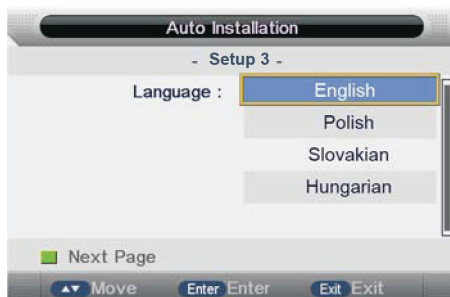 Auto Installation
- Setup 3 -
Language : English
Polish
Slovakian
Hungarian
Next Page
Move Enter Enter Exit Exit